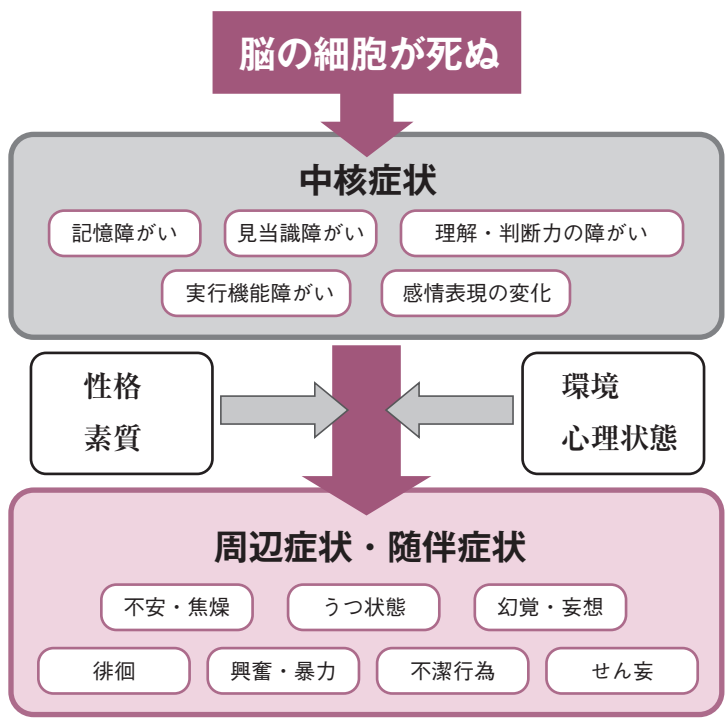 脳の細胞が死ぬ
中核症状
記憶障がい
見当識障がい
理解・判断力の障がい
実行機能障がい
感情表現の変化
性格
素質
環境
心理状態
周辺症状・随伴症状
不安・焦燥
うつ状態
幻覚・妄想
徘徊
興奮・暴力
不潔行為
せん妄